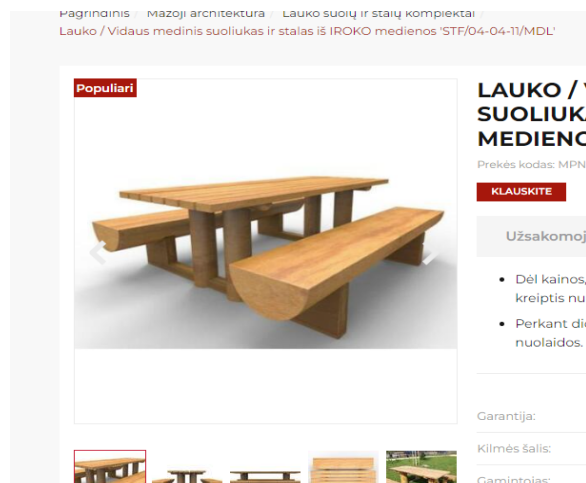 Pagrindinis / Mažoji architektūra / Lauko suolų ir stalų komplektai /
Lauko / Vidaus medinis suoliukas ir stalas iš IROKO medienos 'STF/04-04-11/MDL'
Populiari
LAUKO /
SUOLIUK
MEDIENO
Prekės kodas: MPN
KLAUSKITE
Užsakomoj
• Dėl kainos,
kreiptis nu
• Perkant di
nuolaidos.
Garantija:
Kilmės šalis:
Gamintojas: